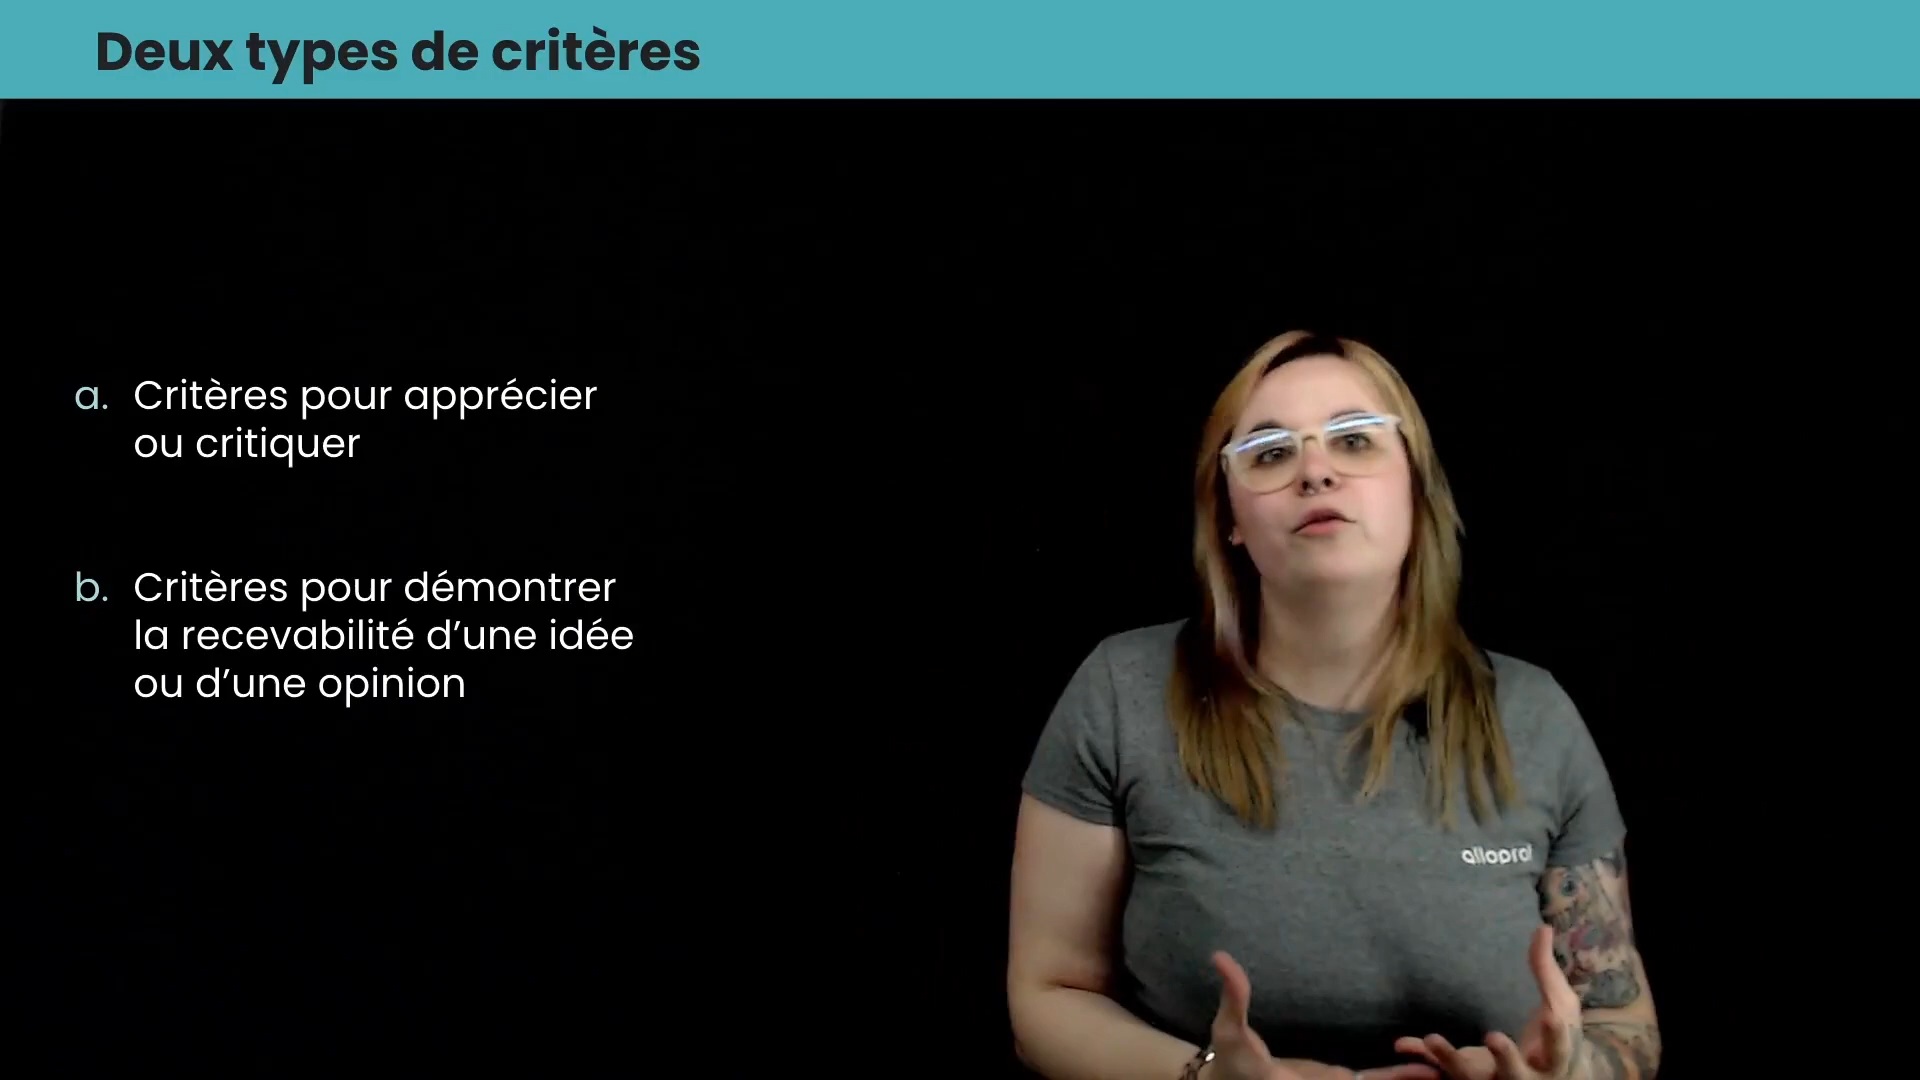 Deux types de critères
a. Critères pour apprécier
ou critiquer
b. Critères pour démontrer
la recevabilité d’une idée
ou d’une opinion
alloprof